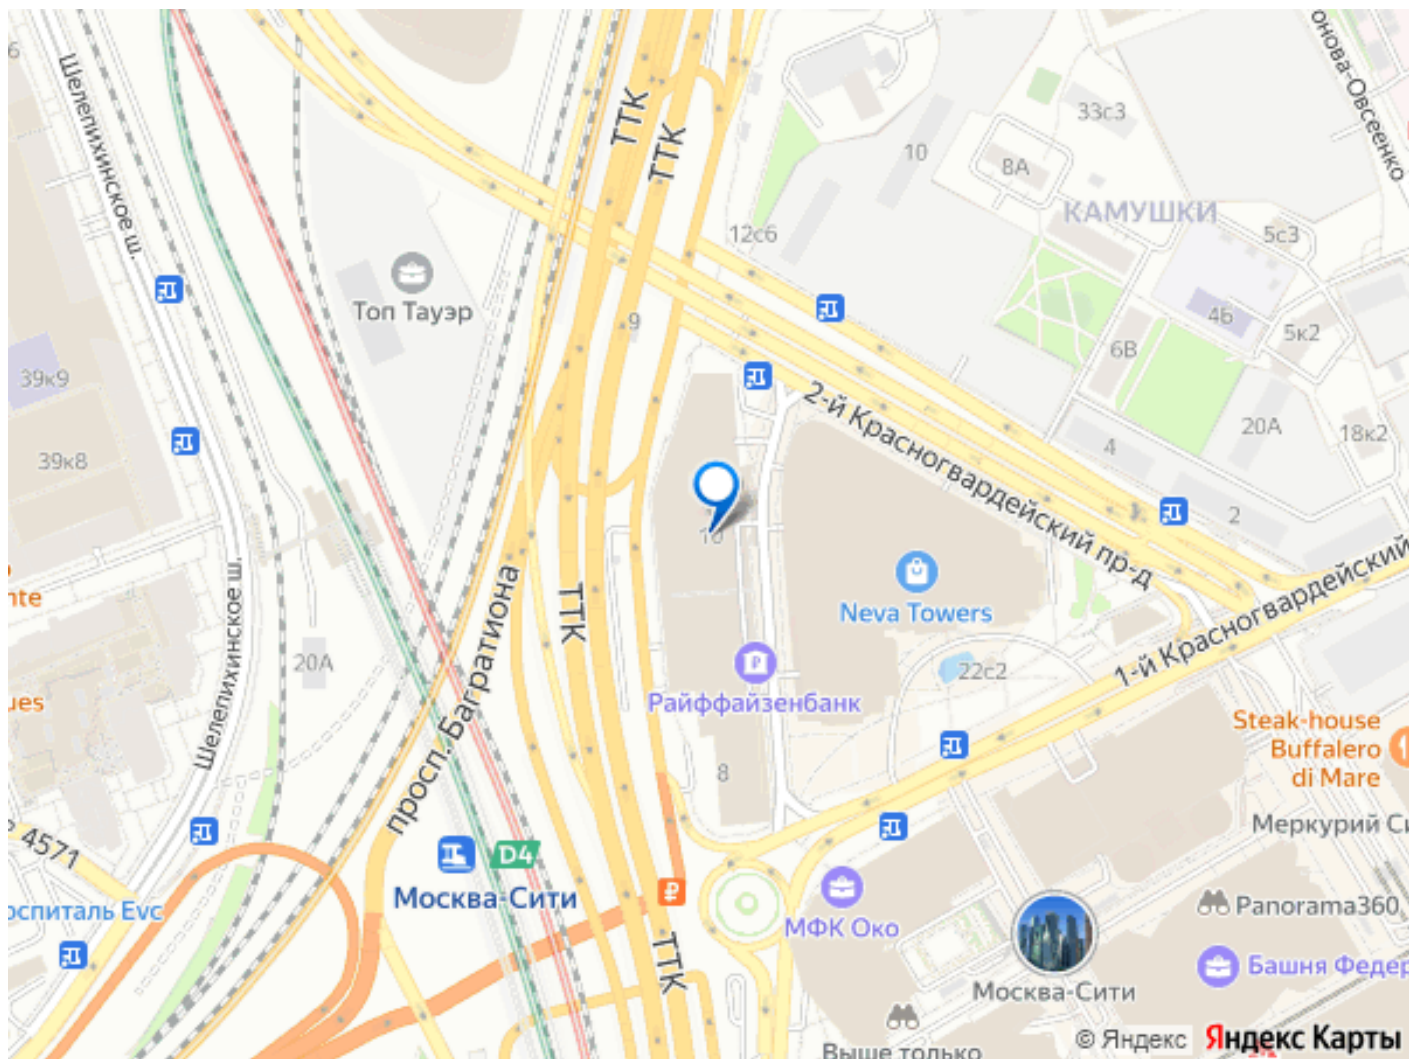 Шелепихинское ш.
ТТК
ТТК
онова-Овсеенко
33с3
10
8А
КАМУШКИ
12с6
5с3
Топ Тауэр
9
4Б
5к2
6В
39к9
2-й Красногвардейский пр-д
20А
18к2
4
39к8
2
10
Neva Towers
nte
просп. Багратиона
ТТК
1-й Красногвардейский
Шелепихинское ш.
20А
22с2
ues
Райффайзенбанк
Steak-house
Buffalero
di Mare
8
Меркурий Си
4571
D4
Москва-Сити
₽
МФК Око
Panorama360
оспиталь Evc
ТТК
Башня Федер
Москва-Сити
© Яндекс Яндекс Карты
Выше только